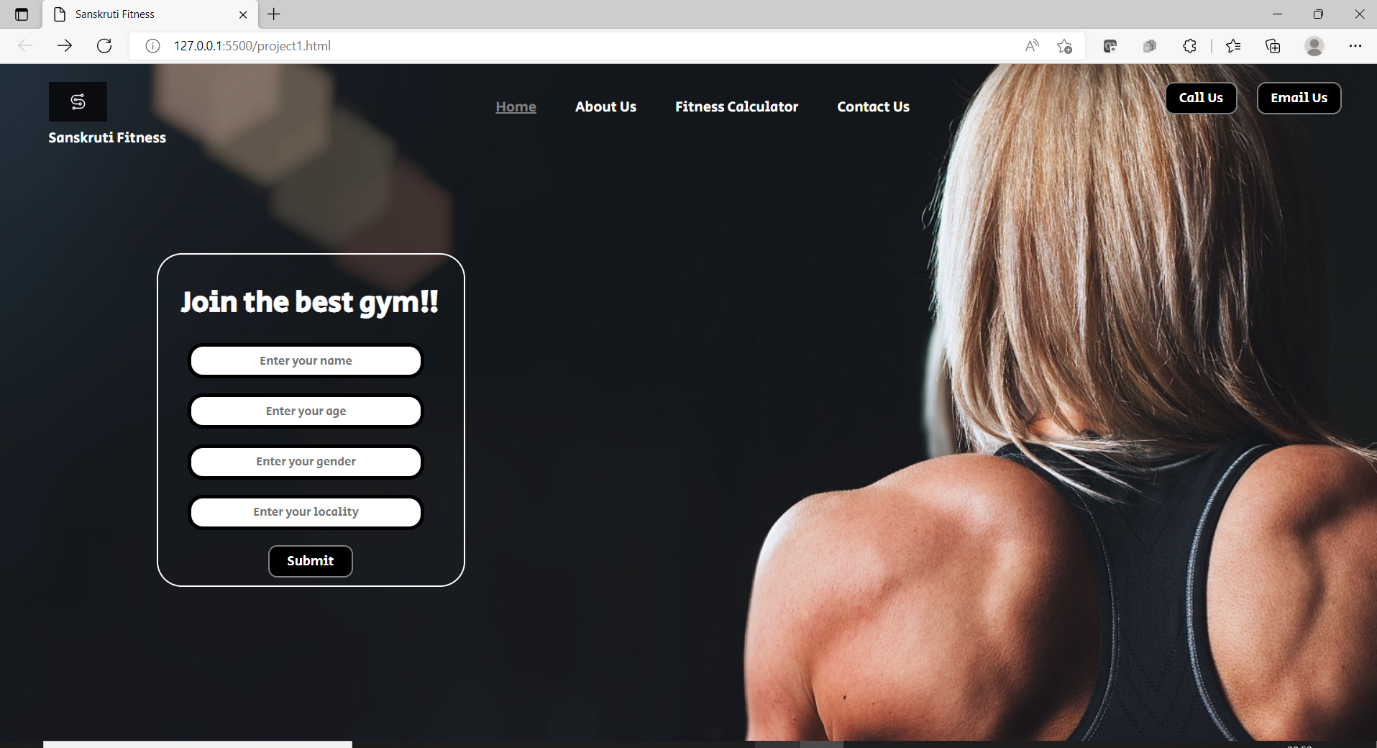 Sanskruti Fitness
127.0.0.1:5500/project1.html
Home About Us Fitness Calculator Contact Us Call Us Email Us
Sanskruti Fitness
Join the best gym!!
Enter your name
Enter your age
Enter your gender
Enter your locality
Submit